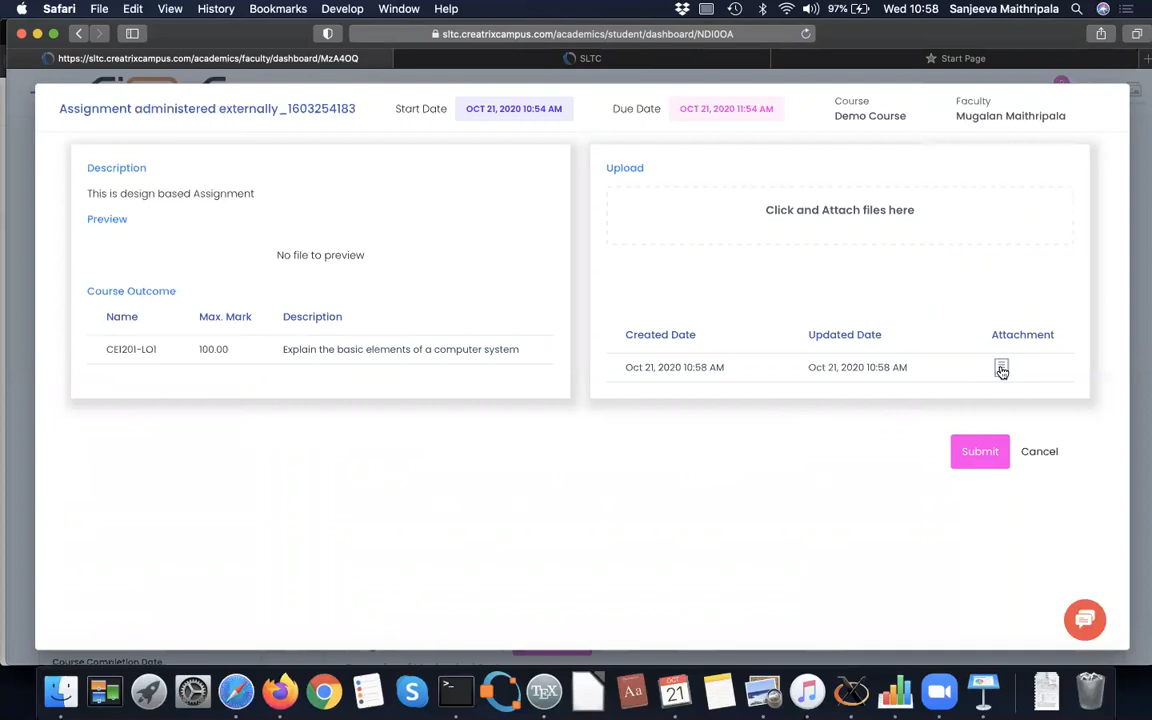 Safari File Edit View History Bookmarks Develop Window Help 97% Wed 10:58 Sanjeeva Maithripala
sltc.creatrixcampus.com/academics/student/dashboard/NDI0OA
https://sltc.creatrixcampus.com/academics/faculty/dashboard/MzA4OQ SLTC Start Page
Assignment administered externally_1603254183 Start Date OCT 21, 2020 10:54 AM Due Date OCT 21, 2020 11:54 AM
Course
Demo Course
Faculty
Mugalan Maithripala
Description
This is design based Assignment
Preview
No file to preview
Course Outcome
Name Max. Mark Description
CE1201-LO1 100.00 Explain the basic elements of a computer system
Upload
Click and Attach files here
Created Date Updated Date Attachment
Oct 21, 2020 10:58 AM Oct 21, 2020 10:58 AM
Submit Cancel
Course Completion Date
OCT
21
TEX
Aa